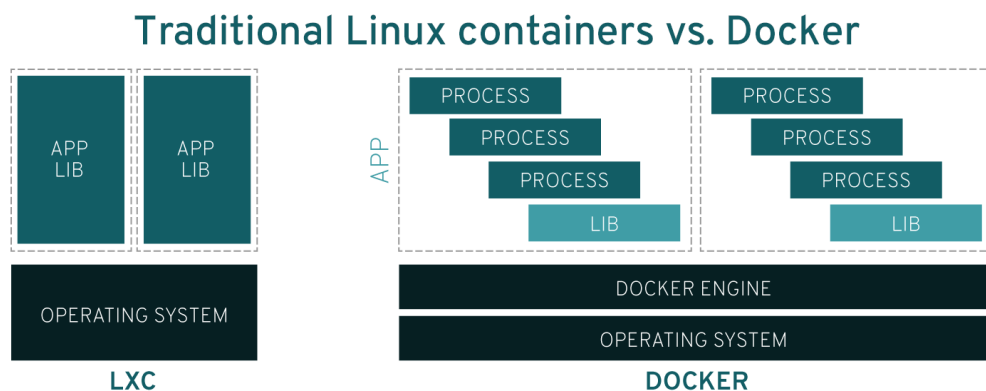 Traditional Linux containers vs. Docker
APP
LIB
APP
LIB
OPERATING SYSTEM
LXC
APP
PROCESS
PROCESS
PROCESS
LIB
PROCESS
PROCESS
PROCESS
LIB
DOCKER ENGINE
OPERATING SYSTEM
DOCKER